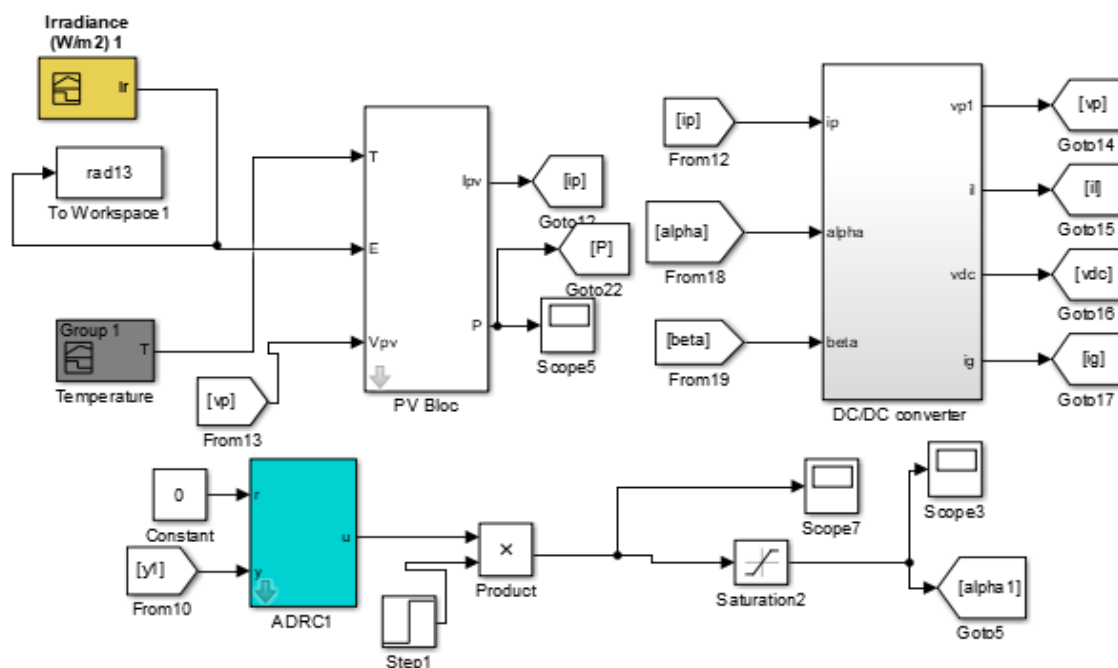 Irradiance
(W/m2) 1
Ir
rad13
To Workspace1
Group 1
T
Temperature
[vp]
From13
T
E
Vpv
Ipv
P
PV Bloc
[ip]
Goto12
[P]
Goto22
Scope5
[ip]
From12
[alpha]
From18
[beta]
From19
ip
alpha
beta
vp1
il
vdc
ig
DC/DC converter
[vp]
Goto14
[il]
Goto15
[vdc]
Goto16
[ig]
Goto17
0
Constant
[y1]
From10
r
y
u
ADRC1
Step1
×
Product
Scope7
Saturation2
Scope3
[alpha1]
Goto5